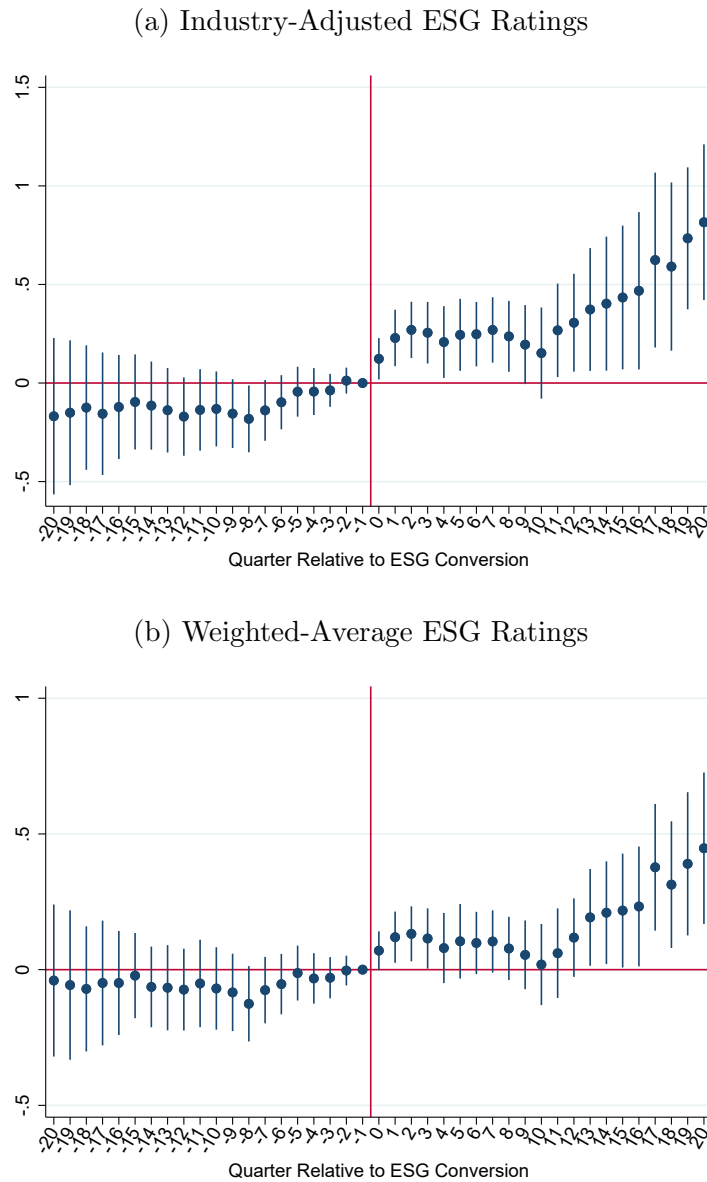 (a) Industry-Adjusted ESG Ratings
1.5
1
.5
0
-.5
-20 -19 -18 -17 -16 -15 -14 -13 -12 -11 -10 -9 -8 -7 -6 -5 -4 -3 -2 -1 0 1 2 3 4 5 6 7 8 9 10 11 12 13 14 15 16 17 18 19 20
Quarter Relative to ESG Conversion
(b) Weighted-Average ESG Ratings
1
.5
0
-.5
-20 -19 -18 -17 -16 -15 -14 -13 -12 -11 -10 -9 -8 -7 -6 -5 -4 -3 -2 -1 0 1 2 3 4 5 6 7 8 9 10 11 12 13 14 15 16 17 18 19 20
Quarter Relative to ESG Conversion